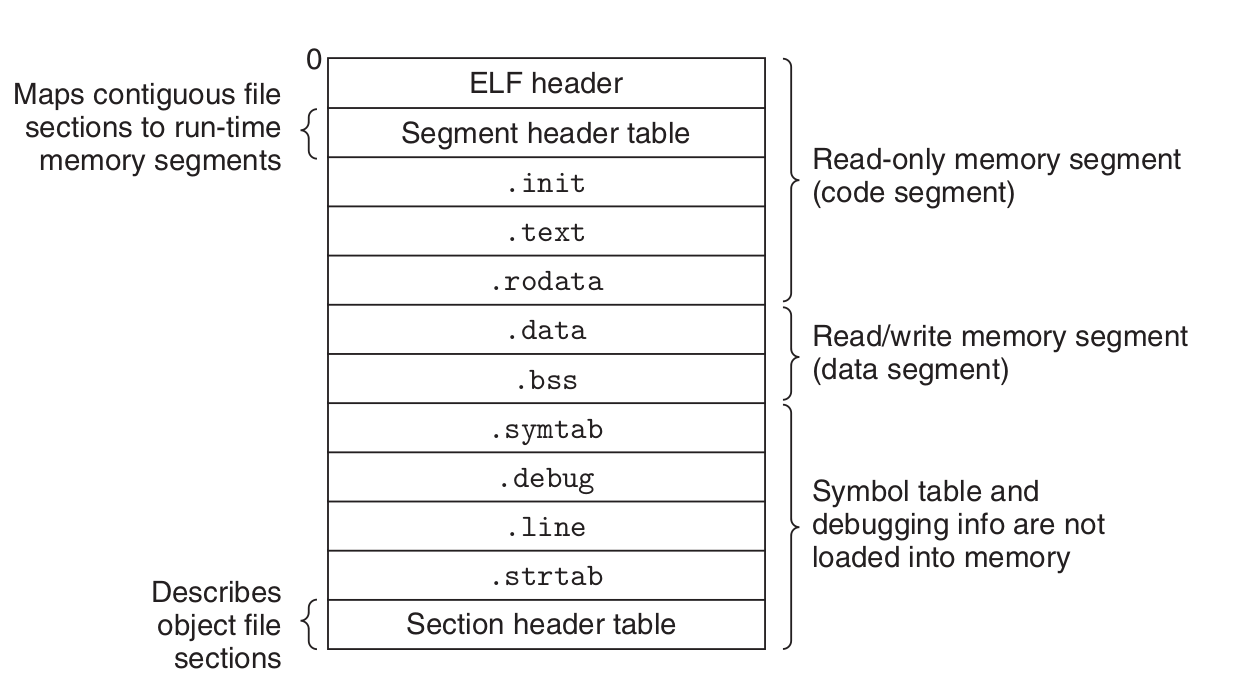 0
ELF header
Maps contiguous file
sections to run-time
memory segments
Segment header table
.init
.text
.rodata
Read-only memory segment
(code segment)
.data
.bss
Read/write memory segment
(data segment)
.symtab
.debug
.line
.strtab
Symbol table and
debugging info are not
loaded into memory
Describes
object file
sections
Section header table